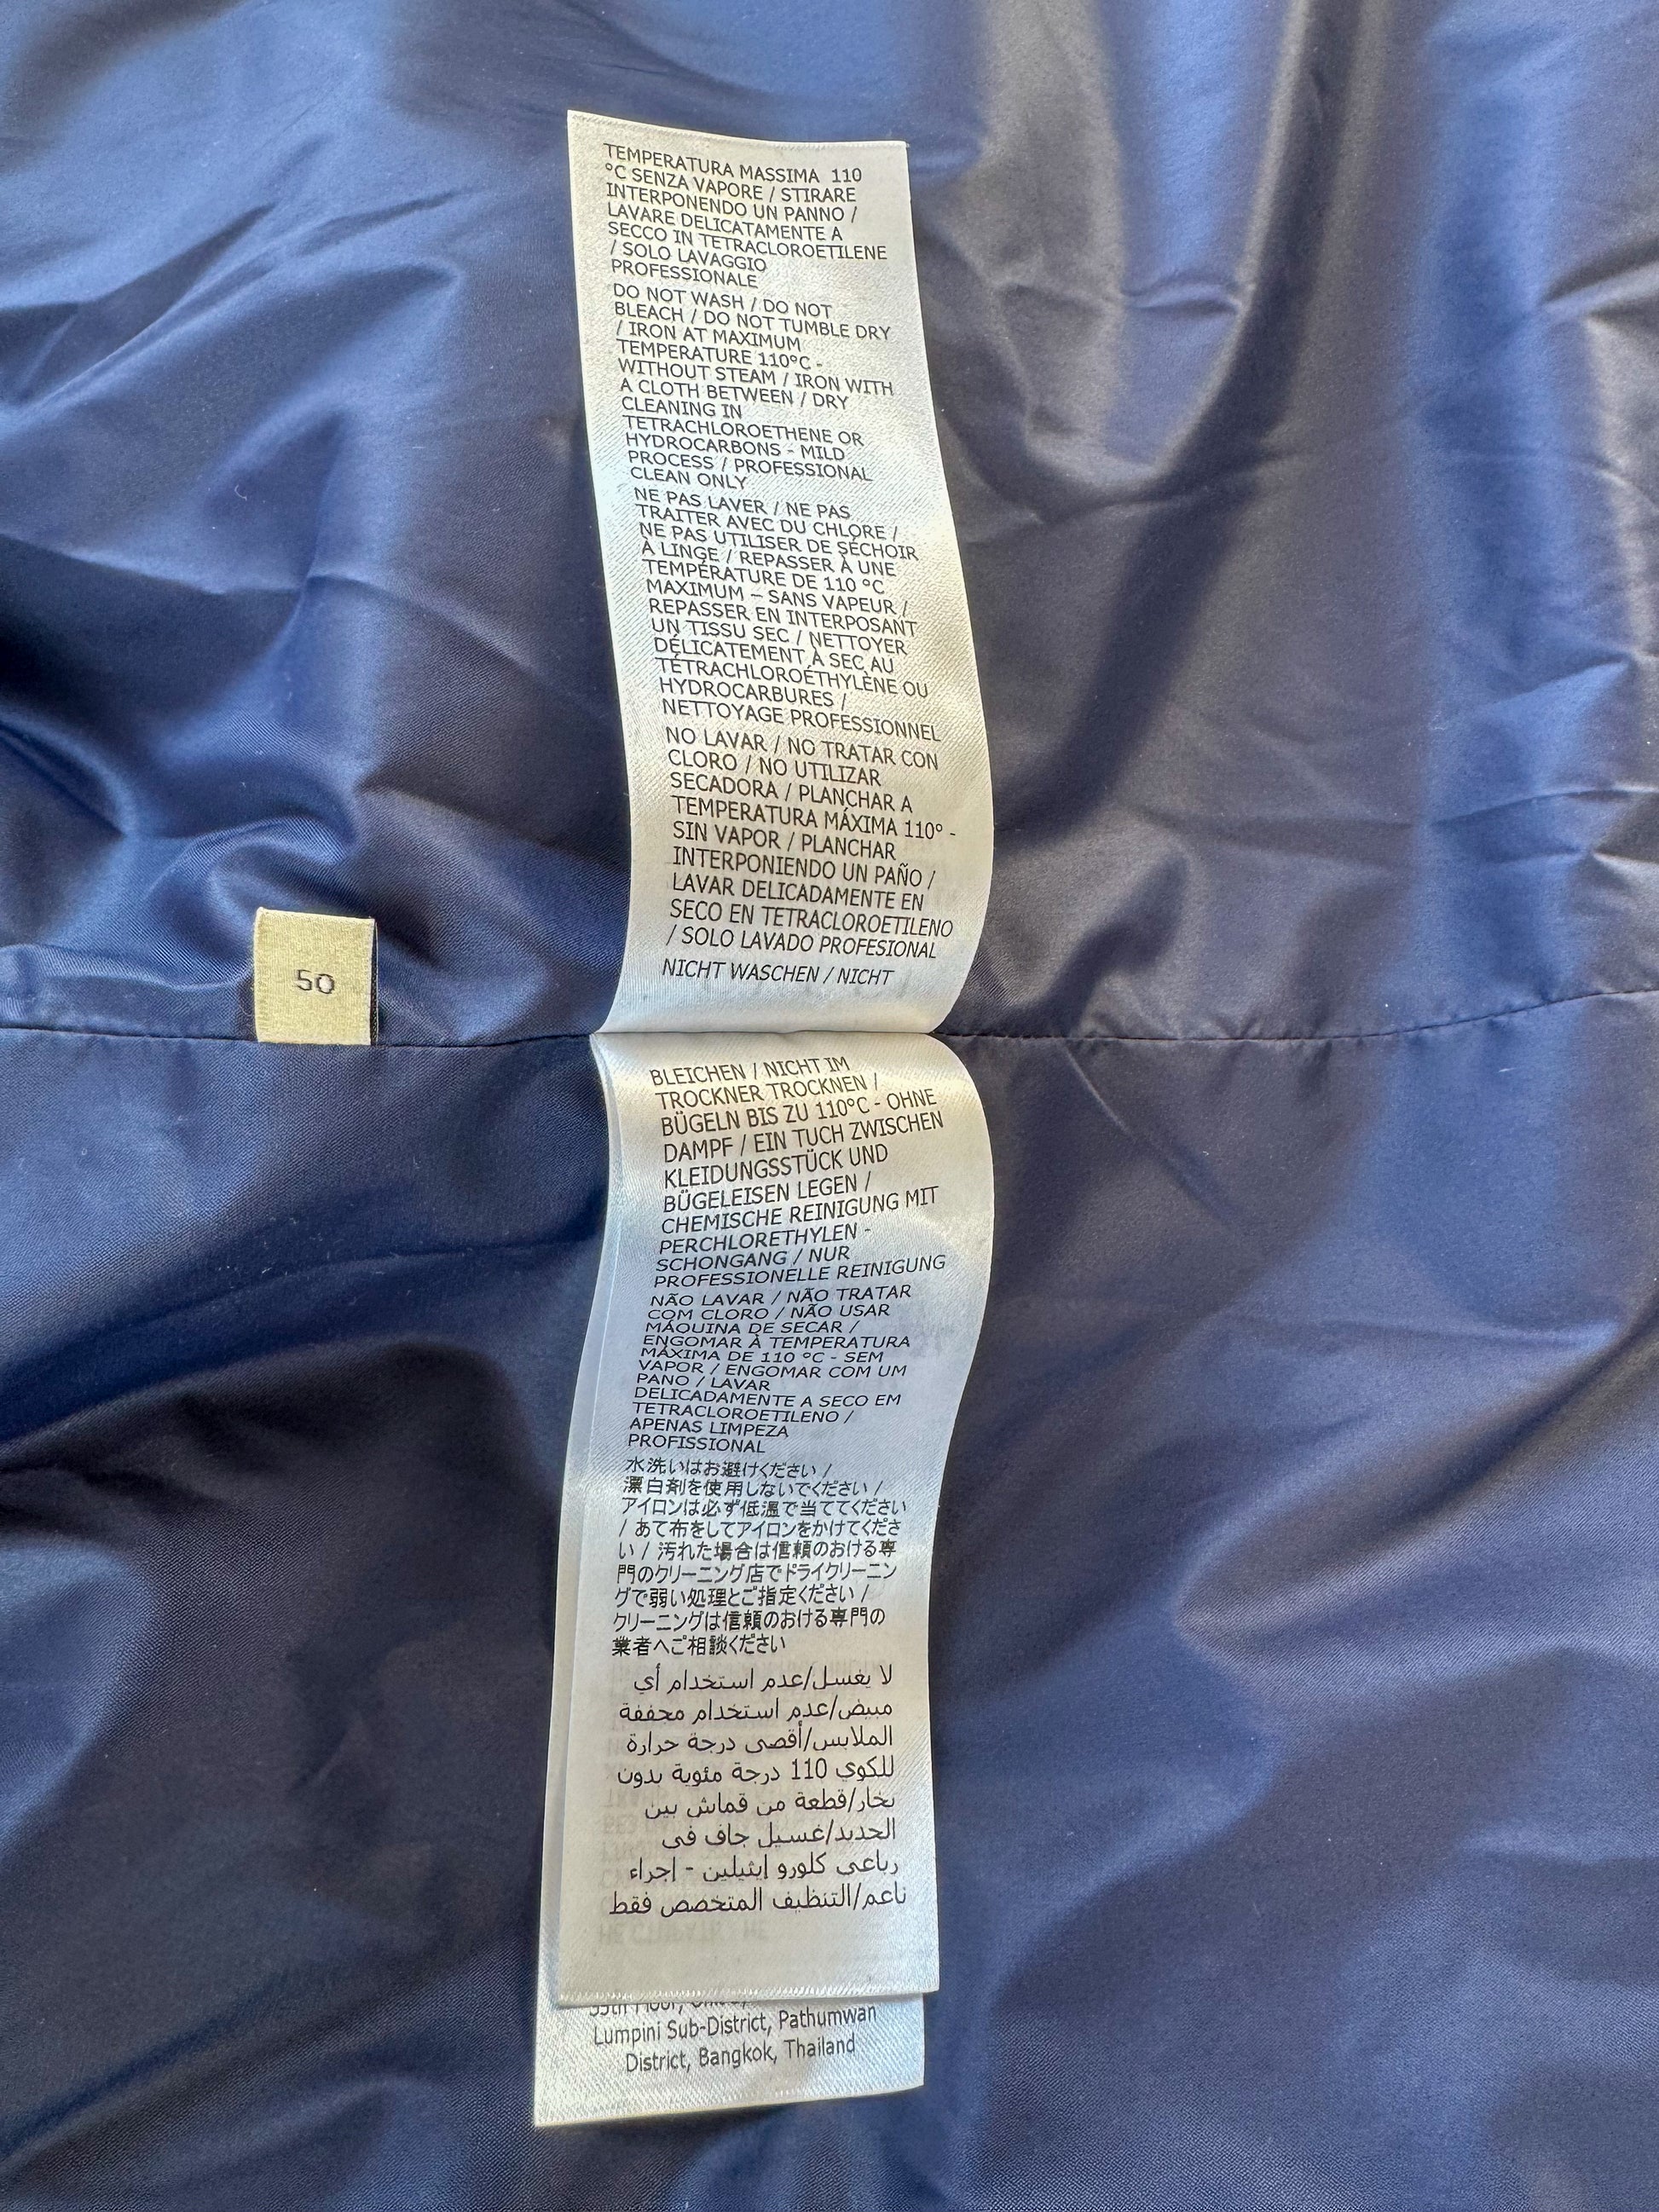 TEMPERATURA MASSIMA 110
°C SENZA VAPORE / STIRARE
INTERPONENDO UN PANNO /
LAVARE DELICATAMENTE A
SECCO IN TETRACLOROETILENE
/ SOLO LAVAGGIO
PROFESSIONALE
DO NOT WASH / DO NOT
BLEACH / DO NOT TUMBLE DRY
/ IRON AT MAXIMUM
TEMPERATURE 110°C -
WITHOUT STEAM / IRON WITH
A CLOTH BETWEEN / DRY
CLEANING IN
TETRACHLOROETHENE OR
HYDROCARBONS - MILD
PROCESS / PROFESSIONAL
CLEAN ONLY
NE PAS LAVER / NE PAS
TRAITER AVEC DU CHLORE /
NE PAS UTILISER DE SÉCHOIR
À LINGE / REPASSER À UNE
TEMPÉRATURE DE 110 °C
MAXIMUM – SANS VAPEUR /
REPASSER EN INTERPOSANT
UN TISSU SEC / NETTOYER
DÉLICATEMENT À SEC AU
TÉTRACHLOROÉTHYLÈNE OU
HYDROCARBURES /
NETTOYAGE PROFESSIONNEL
NO LAVAR / NO TRATAR CON
CLORO / NO UTILIZAR
SECADORA / PLANCHAR A
TEMPERATURA MÁXIMA 110° -
SIN VAPOR / PLANCHAR
INTERPONIENDO UN PAÑO /
LAVAR DELICADAMENTE EN
SECO EN TETRACLOROETILENO
/ SOLO LAVADO PROFESIONAL
NICHT WASCHEN / NICHT
50
BLEICHEN / NICHT IM
TROCKNER TROCKNEN /
BÜGELN BIS ZU 110°C - OHNE
DAMPF / EIN TUCH ZWISCHEN
KLEIDUNGSSTÜCK UND
BÜGELEISEN LEGEN /
CHEMISCHE REINIGUNG MIT
PERCHLORETHYLEN -
SCHONGANG / NUR
PROFESSIONELLE REINIGUNG
NÃO LAVAR / NÃO TRATAR
COM CLORO / NÃO USAR
MÁQUINA DE SECAR /
ENGOMAR À TEMPERATURA
MÁXIMA DE 110 °C - SEM
VAPOR / ENGOMAR COM UM
PANO / LAVAR
DELICADAMENTE A SECO EM
TETRACLOROETILENO /
APENAS LIMPEZA
PROFISSIONAL
水洗いはお避けください /
漂白剤を使用しないでください /
アイロンは必ず低温で当ててください
/ あて布をしてアイロンをかけてくださ
い / 汚れた場合は信頼のおける専
門のクリーニング店でドライクリーニン
グで弱い処理とご指定ください /
クリーニングは信頼のおける専門の
業者へご相談ください
لا يغسل/عدم استخدام أي
مبيض/عدم استخدام مجففة
الملابس/أقصى درجة حرارة
للكوي 110 درجة مئوية بدون
بخار/قطعة من قماش بين
الحديد/غسيل جاف في
رباعي كلورو إيثيلين - إجراء
ناعم/التنظيف المتخصص فقط
Floor,
Lumpini Sub-District, Pathumwan
District, Bangkok, Thailand